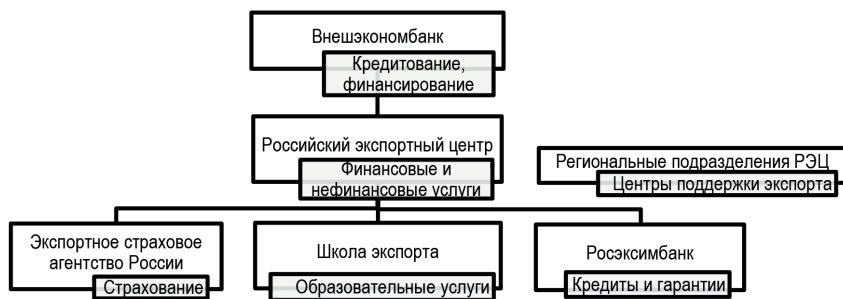 Внешэкономбанк
Кредитование,
финансирование
Российский экспортный центр
Финансовые и
нефинансовые услуги
Региональные подразделения РЭЦ
Центры поддержки экспорта
Экспортное страховое
агентство России
Страхование
Школа экспорта
Образовательные услуги
Росэксимбанк
Кредиты и гарантии